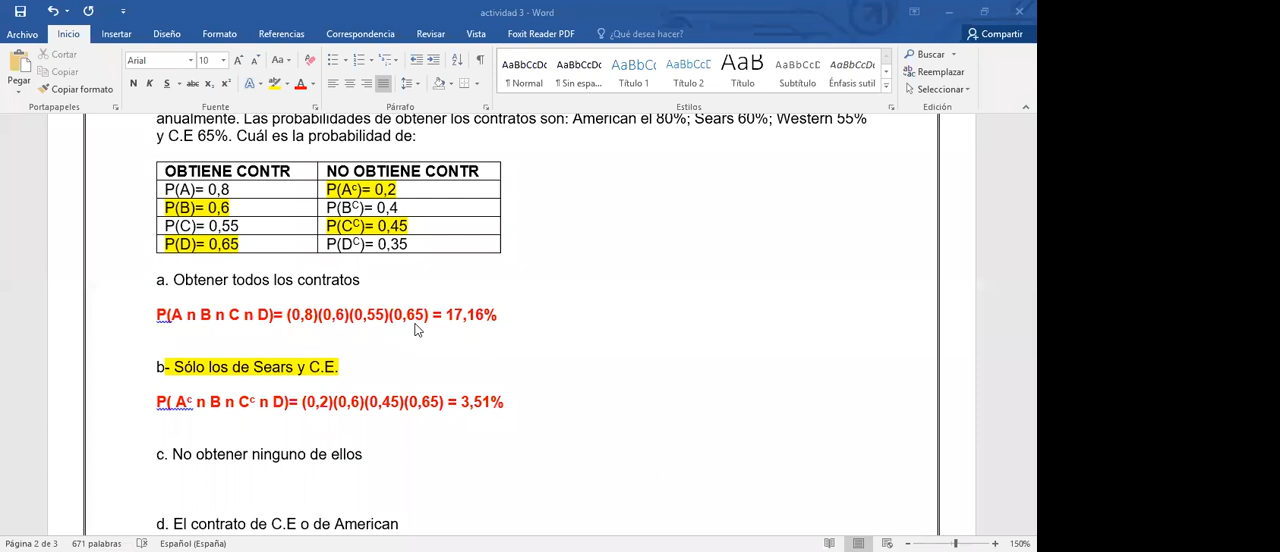 actividad 3 - Word
Archivo Inicio Insertar Diseño Formato Referencias Correspondencia Revisar Vista Foxit Reader PDF ¿Qué desea hacer? Compartir
Pegar
Cortar
Copiar
Copiar formato
Portapapeles
Arial 10
Aa
N K S abc x₂ x² A A
Fuente
Párrafo
AaBbCcDc AaBbCcDc AaBbCc AaBbCcD AaB AaBbCcD AaBbCcDc
¶ Normal ¶ Sin espa... Título 1 Título 2 Título Subtítulo Énfasis sutil
Estilos
Buscar
Reemplazar
Seleccionar
Edición
anualmente. Las probabilidades de obtener los contratos son: American el 80%; Sears 60%; Western 55%
y C.E 65%. Cuál es la probabilidad de:
OBTIENE CONTR NO OBTIENE CONTR
P(A)= 0,8 P(Aᶜ)= 0,2
P(B)= 0,6 P(Bᶜ)= 0,4
P(C)= 0,55 P(Cᶜ)= 0,45
P(D)= 0,65 P(Dᶜ)= 0,35
a. Obtener todos los contratos
P(A n B n C n D)= (0,8)(0,6)(0,55)(0,65) = 17,16%
b- Sólo los de Sears y C.E.
P( Aᶜ n B n Cᶜ n D)= (0,2)(0,6)(0,45)(0,65) = 3,51%
c. No obtener ninguno de ellos
d. El contrato de C.E o de American
Página 2 de 3 671 palabras Español (España) 150%